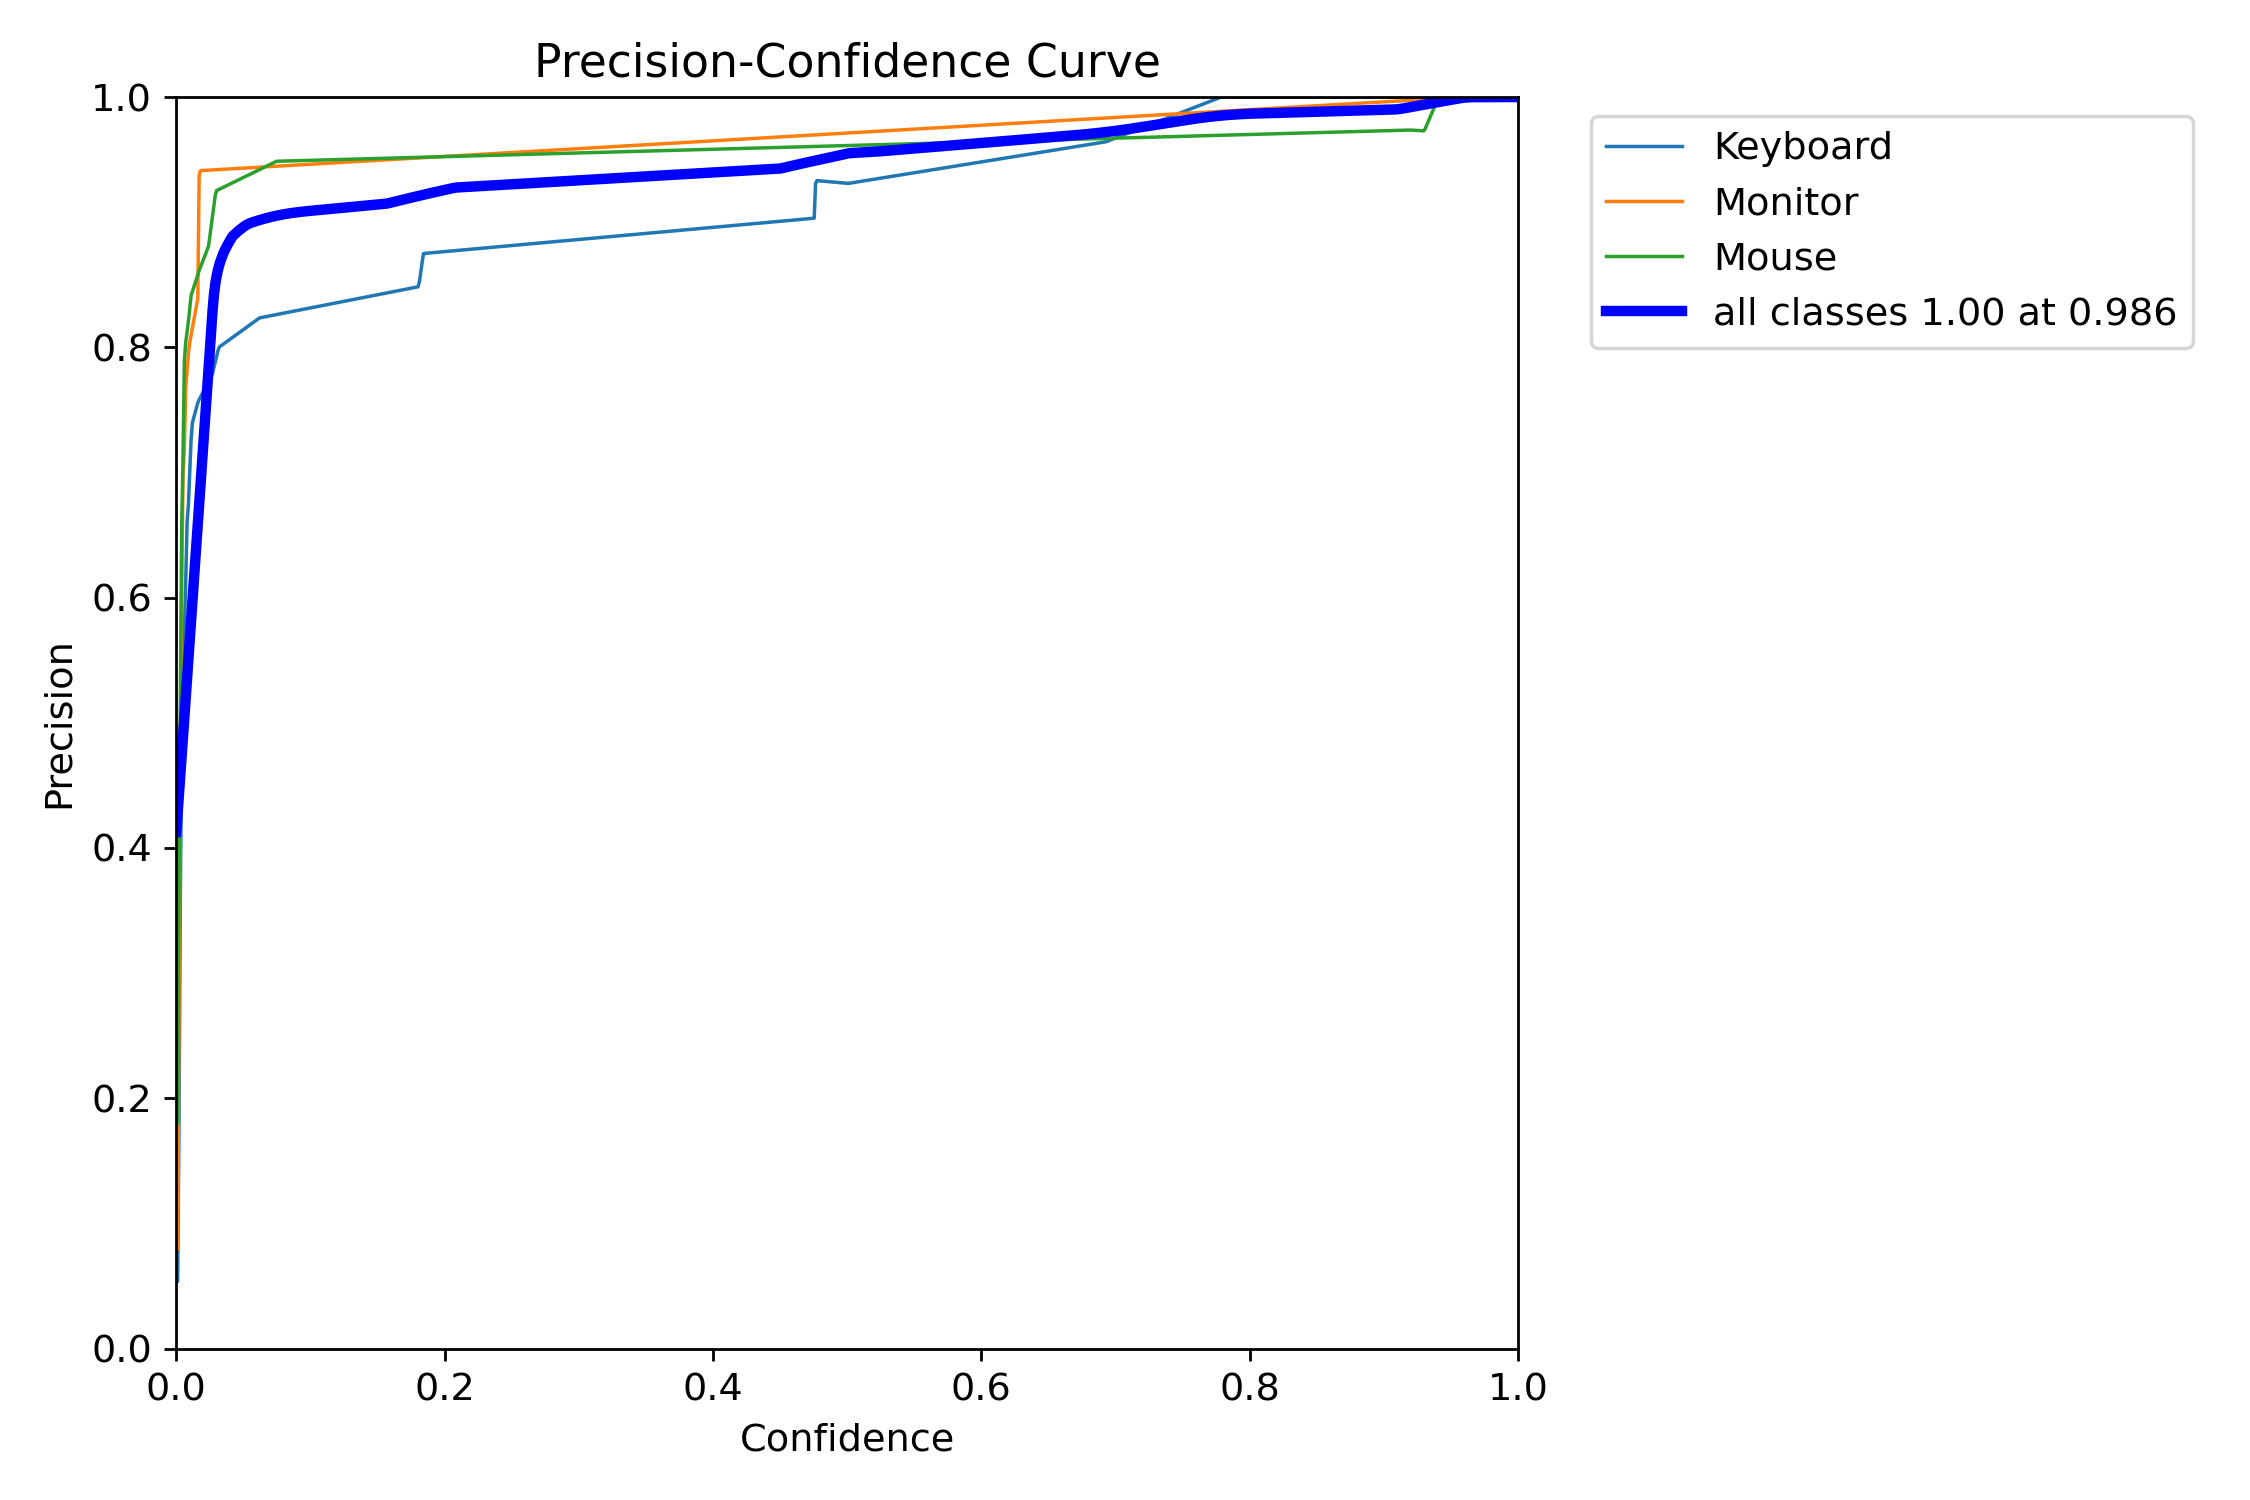 Precision-Confidence Curve
1.0
0.8
0.6
0.4
0.2
0.0
Precision
0.0 0.2 0.4 0.6 0.8 1.0
Confidence
Keyboard
Monitor
Mouse
all classes 1.00 at 0.986